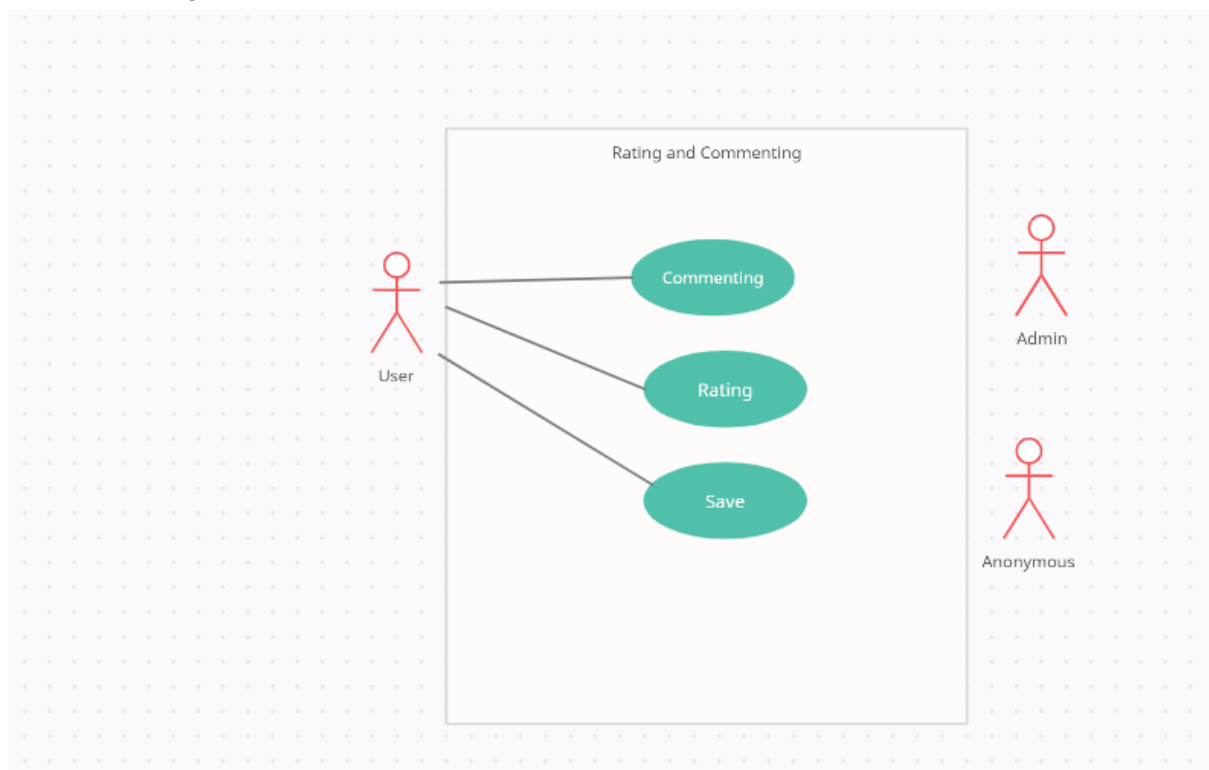 Rating and Commenting
Commenting
Admin
User
Rating
Save
Anonymous